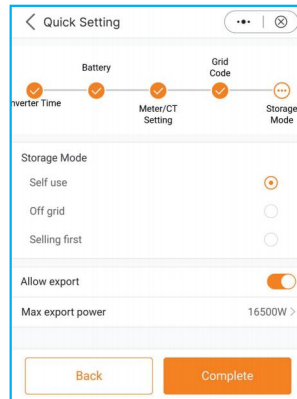 Quick Setting
Battery
Grid
Code
nverter Time
Meter/CT
Setting
Storage
Mode
Storage Mode
Self use
Off grid
Selling first
Allow export
Max export power 16500W >
Back Complete